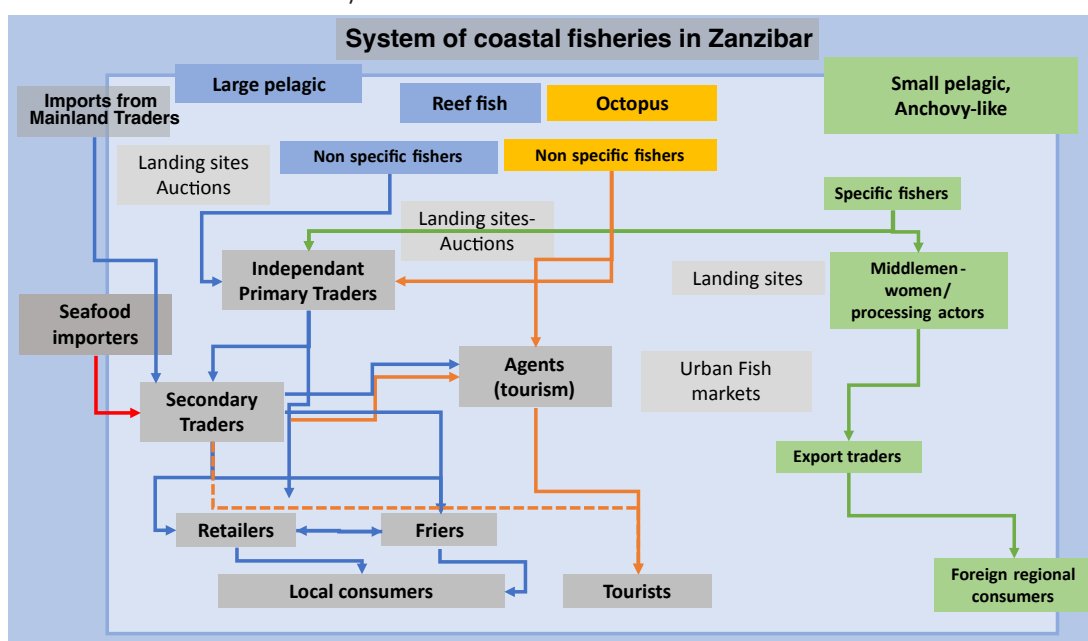 System of coastal fisheries in Zanzibar
Large pelagic
Small pelagic,
Anchovy-like
Imports from
Mainland Traders
Reef fish
Octopus
Landing sites
Auctions
Non specific fishers
Non specific fishers
Specific fishers
Landing sites-
Auctions
Independant
Primary Traders
Landing sites
Middlemen-
women/
processing actors
Seafood
importers
Agents
(tourism)
Urban Fish
markets
Secondary
Traders
Export traders
Retailers
Friers
Local consumers
Tourists
Foreign regional
consumers